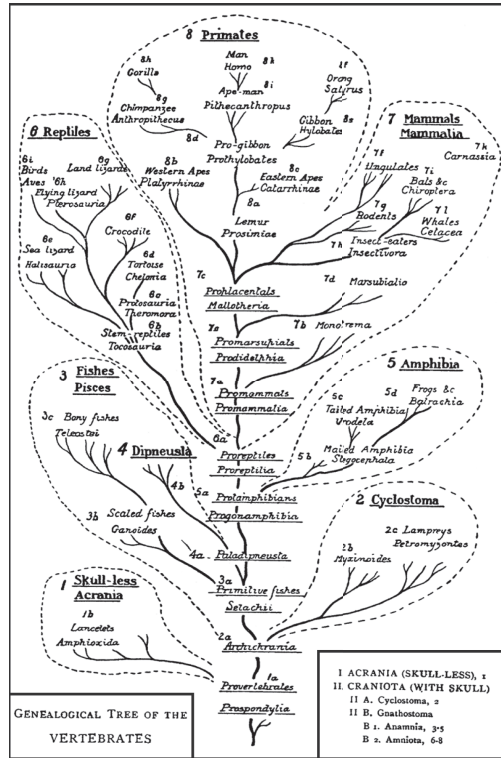 8 Primates
8h
Gorilla
Man
Homo
8k
8f
Orang
Satyrus
Ape-man
8i
Pithecanthropus
8g
Chimpanzee
Anthropithecus
Gibbon
Hylobates
8e
8d
Pro-gibbon
Prothylobates
8b
Western Apes
Platyrrhinae
8c
Eastern Apes
Catarrhinae
8a
Lemur
Prosimiae
6 Reptiles
6i
Birds
Aves
6g
Land lizards
6h
Flying lizard
Pterosauria
6f
Crocodile
6e
Sea lizard
Halisauria
6d
Tortoise
Chelonia
6c
Protosauria
Theromora
6b
Stem-reptiles
Tocosauria
7 Mammals
Mammalia
7k
Carnassia
7f
Ungulates
7i
Bats &c
Chiroptera
7g
Rodents
7l
Whales
Cetacea
7h
Insect-eaters
Insectivora
7c
Prohlacentals
Mallotheria
7d
Marsubialio
7e
Promarsupiats
Prodidelphia
7b
Monotrema
7a
Promammals
Promammalia
3 Fishes
Pisces
3c
Bony fishes
Teleostai
4 Dipneusta
4b
3b
Scaled fishes
Ganoides
5 Amphibia
5c
Tailed Amphibia
Urodela
5d
Frogs &c
Batrachia
5b
Mailed Amphibia
Stegocephala
6a
Proreptiles
Proreptilia
5a
Protamphibians
Progonamphibia
4a
Paladipneusta
3a
Primitive fishes
Selachii
2 Cyclostoma
2c Lampreys
Petromyzontes
2b
Myxinoides
1 Skull-less
Acrania
1b
Lancelets
Amphioxida
2a
Archicrania
1a
Provertebrates
Prospondylia
GENEALOGICAL TREE OF THE
VERTEBRATES
I ACRANIA (SKULL-LESS), 1
II. CRANIOTA (WITH SKULL)
II A. Cyclostoma, 2
II B. Gnathostoma
B 1. Anamnia, 3-5
B 2. Amniota, 6-8